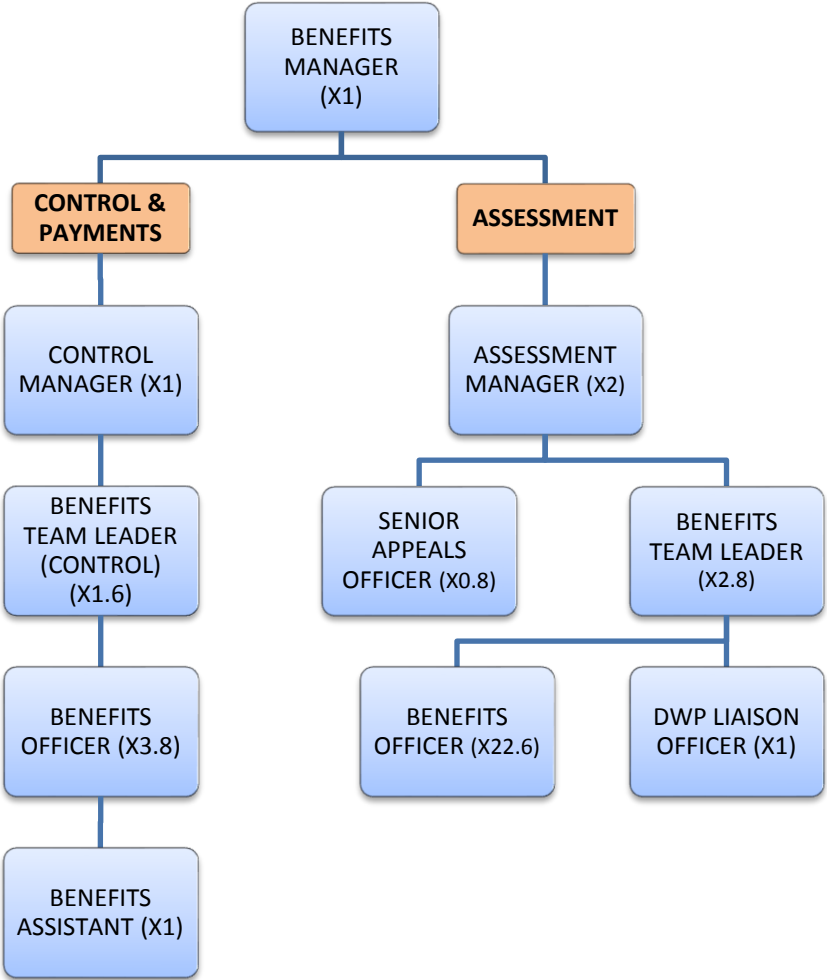 BENEFITS
MANAGER
(X1)
CONTROL &
PAYMENTS
ASSESSMENT
CONTROL
MANAGER (X1)
ASSESSMENT
MANAGER (X2)
BENEFITS
TEAM LEADER
(CONTROL)
(X1.6)
SENIOR
APPEALS
OFFICER (X0.8)
BENEFITS
TEAM LEADER
(X2.8)
BENEFITS
OFFICER (X3.8)
BENEFITS
OFFICER (X22.6)
DWP LIAISON
OFFICER (X1)
BENEFITS
ASSISTANT (X1)